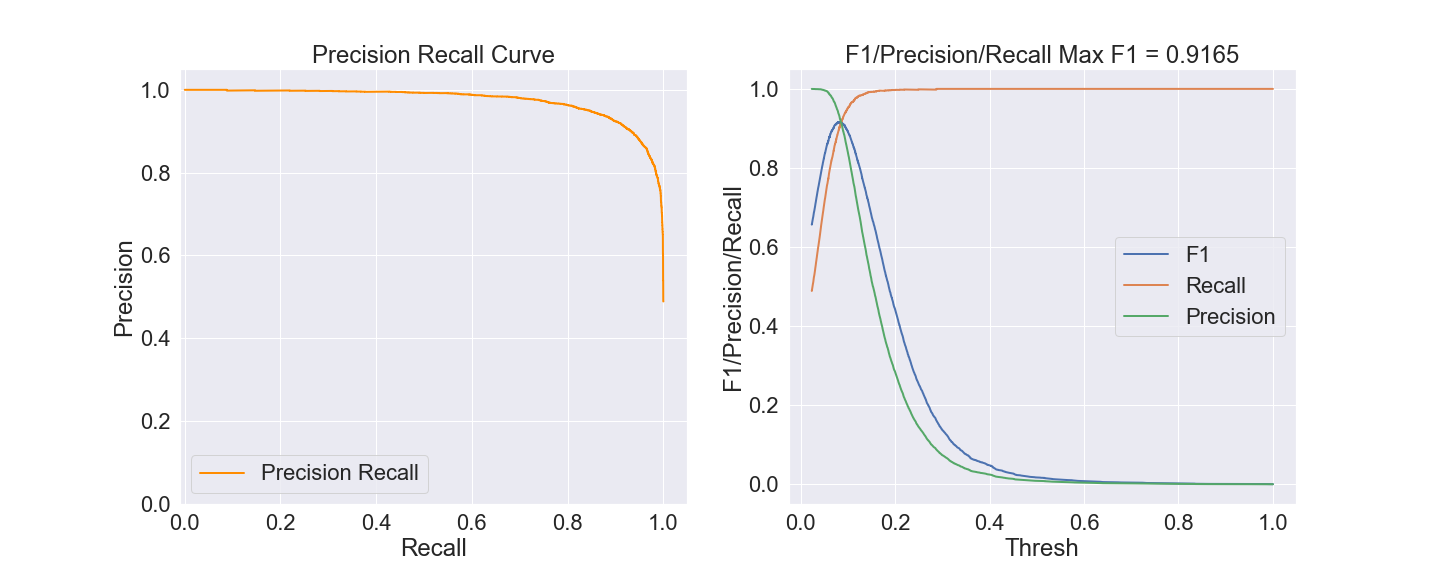 Precision Recall Curve
Precision
1.0
0.8
0.6
0.4
0.2
0.0
Precision Recall
0.0 0.2 0.4 0.6 0.8 1.0
Recall
F1/Precision/Recall Max F1 = 0.9165
F1/Precision/Recall
1.0
0.8
0.6
0.4
0.2
0.0
F1
Recall
Precision
0.0 0.2 0.4 0.6 0.8 1.0
Thresh